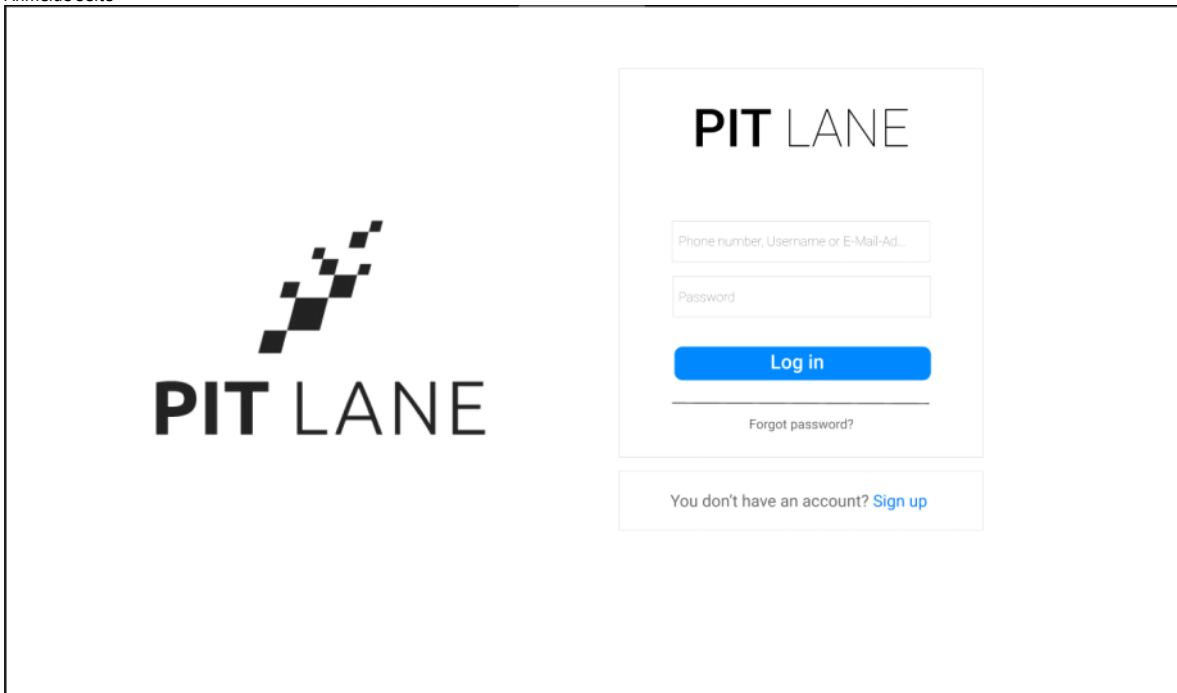 PIT LANE
PIT LANE
Phone number, Username or E-Mail-Ad...
Password
Log in
Forgot password?
You don't have an account? Sign up